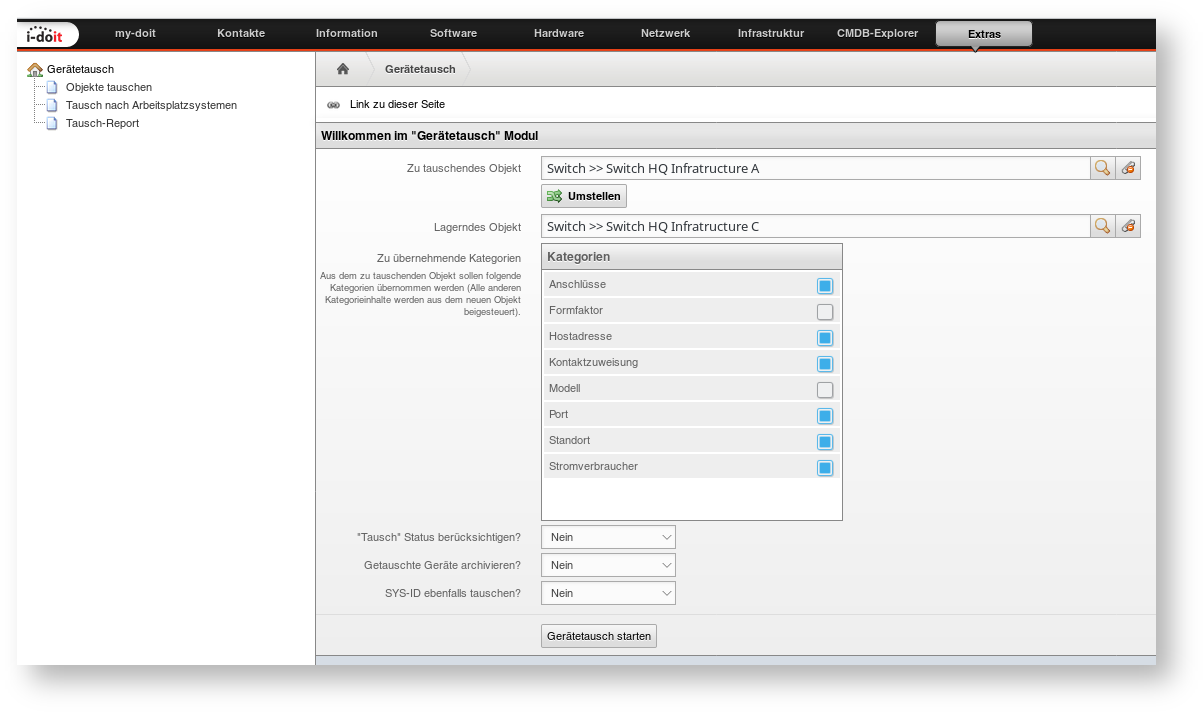 i-doit
my-doit
Kontakte
Information
Software
Hardware
Netzwerk
Infrastruktur
CMDB-Explorer
Extras
Gerätetausch
Objekte tauschen
Tausch nach Arbeitsplatzsystemen
Tausch-Report
Gerätetausch
Link zu dieser Seite
Willkommen im "Gerätetausch" Modul
Zu tauschendes Objekt
Switch >> Switch HQ Infratructure A
Umstellen
Lagerndes Objekt
Switch >> Switch HQ Infratructure C
Zu übernehmende Kategorien
Aus dem zu tauschenden Objekt sollen folgende
Kategorien übernommen werden (Alle anderen
Kategorieinhalte werden aus dem neuen Objekt
beigesteuert).
Kategorien
Anschlüsse
Formfaktor
Hostadresse
Kontaktzuweisung
Modell
Port
Standort
Stromverbraucher
"Tausch" Status berücksichtigen?
Nein
Getauschte Geräte archivieren?
Nein
SYS-ID ebenfalls tauschen?
Nein
Gerätetausch starten